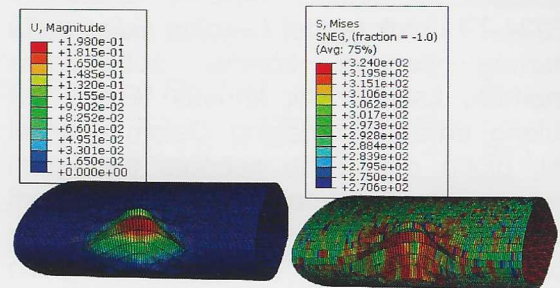 U, Magnitude
+1.980e-01
+1.815e-01
+1.650e-01
+1.485e-01
+1.320e-01
+1.155e-01
+9.902e-02
+8.252e-02
+6.601e-02
+4.951e-02
+3.301e-02
+1.650e-02
+0.000e+00
S, Mises
SNEG, (fraction = -1.0)
(Avg: 75%)
+3.240e+02
+3.195e+02
+3.151e+02
+3.106e+02
+3.062e+02
+3.017e+02
+2.973e+02
+2.928e+02
+2.884e+02
+2.839e+02
+2.795e+02
+2.750e+02
+2.706e+02